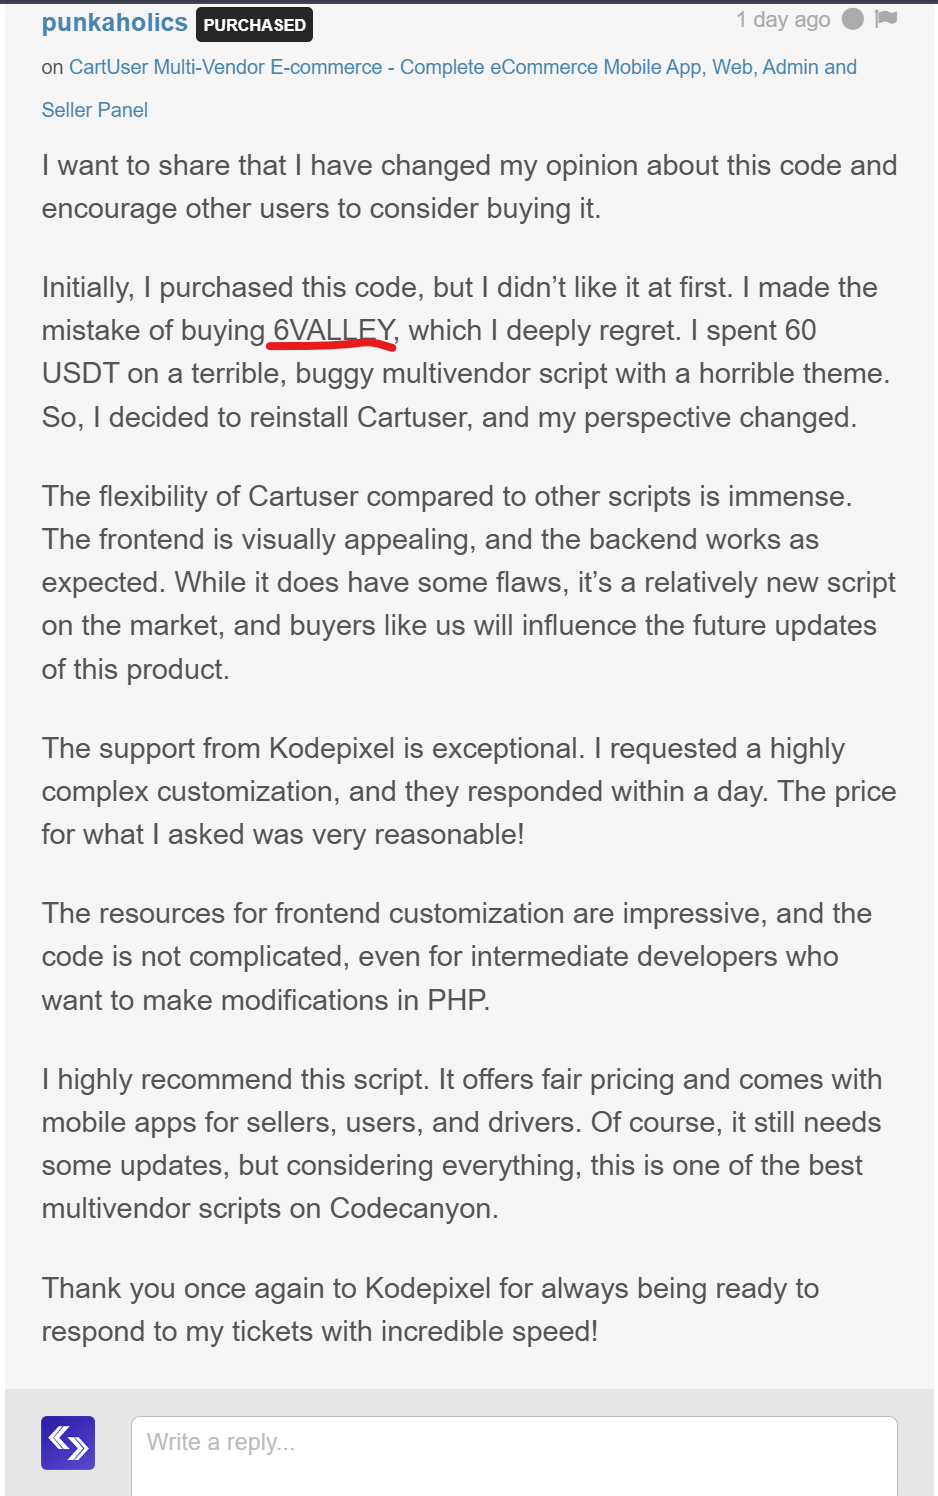 punkaholics PURCHASED 1 day ago
on CartUser Multi-Vendor E-commerce - Complete eCommerce Mobile App, Web, Admin and
Seller Panel
I want to share that I have changed my opinion about this code and
encourage other users to consider buying it.
Initially, I purchased this code, but I didn’t like it at first. I made the
mistake of buying 6VALLEY, which I deeply regret. I spent 60
USDT on a terrible, buggy multivendor script with a horrible theme.
So, I decided to reinstall Cartuser, and my perspective changed.
The flexibility of Cartuser compared to other scripts is immense.
The frontend is visually appealing, and the backend works as
expected. While it does have some flaws, it’s a relatively new script
on the market, and buyers like us will influence the future updates
of this product.
The support from Kodepixel is exceptional. I requested a highly
complex customization, and they responded within a day. The price
for what I asked was very reasonable!
The resources for frontend customization are impressive, and the
code is not complicated, even for intermediate developers who
want to make modifications in PHP.
I highly recommend this script. It offers fair pricing and comes with
mobile apps for sellers, users, and drivers. Of course, it still needs
some updates, but considering everything, this is one of the best
multivendor scripts on Codecanyon.
Thank you once again to Kodepixel for always being ready to
respond to my tickets with incredible speed!
Write a reply...